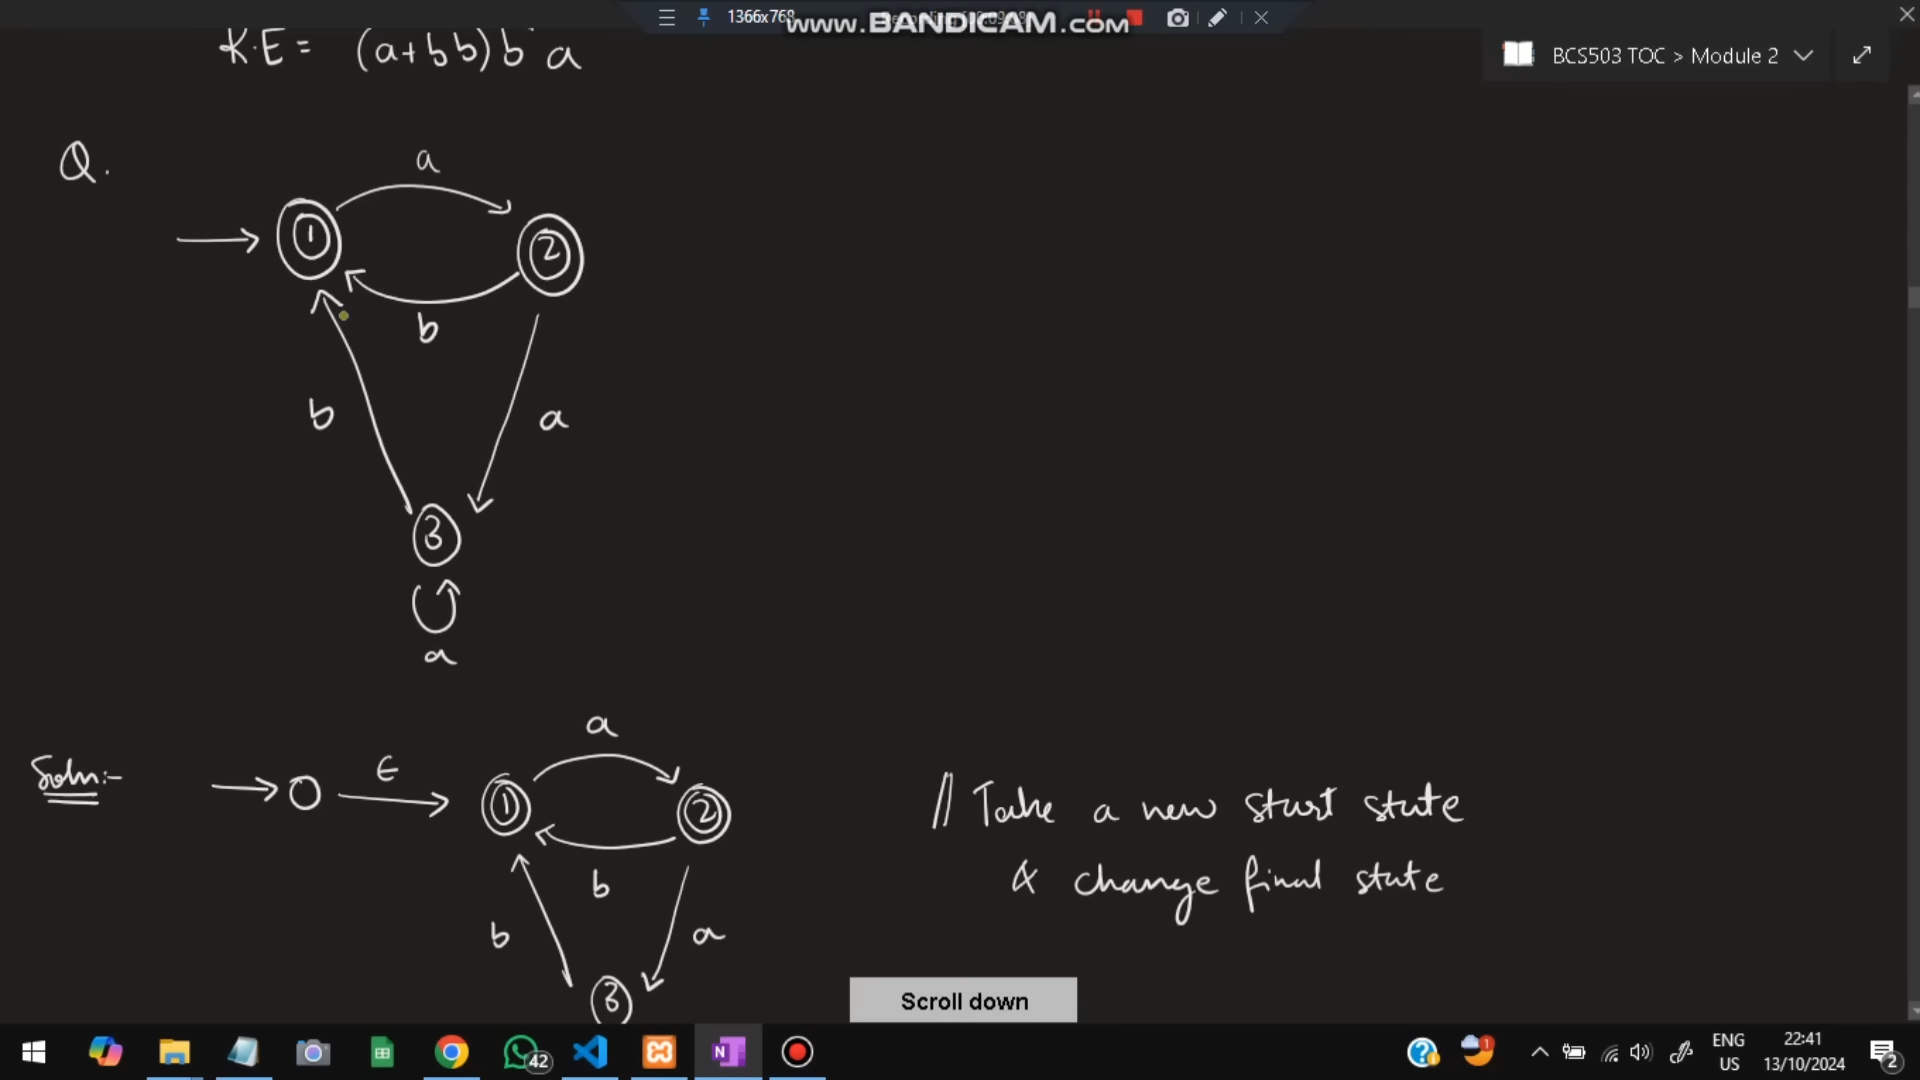 1366x768
www.BANDICAM.com
BCS503 TOC > Module 2
R.E = (a+bb)b* a
Q.
a
1
2
b
b
a
3
a
Soln:-
ϵ
a
1
2
b
b
a
3
// Take a new start state
& change final state
Scroll down
42
1
ENG
US
22:41
13/10/2024
2